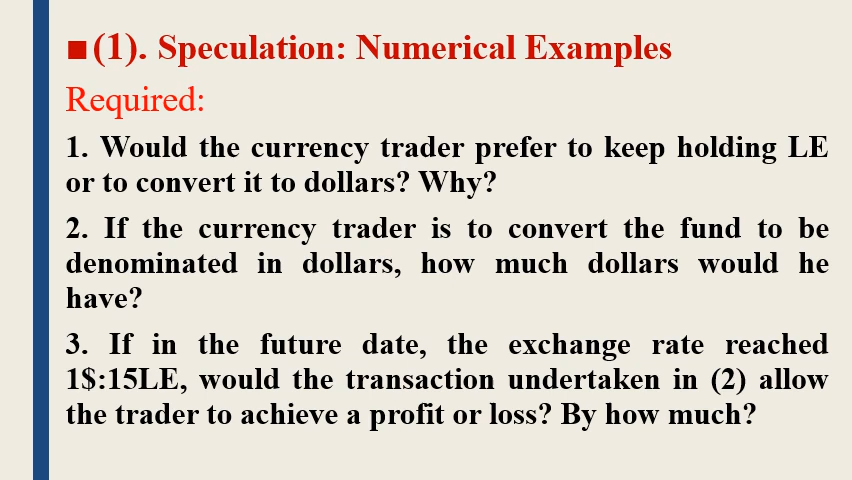 ■(1). Speculation: Numerical Examples
Required:
1. Would the currency trader prefer to keep holding LE
or to convert it to dollars? Why?
2. If the currency trader is to convert the fund to be
denominated in dollars, how much dollars would he
have?
3. If in the future date, the exchange rate reached
1$:15LE, would the transaction undertaken in (2) allow
the trader to achieve a profit or loss? By how much?